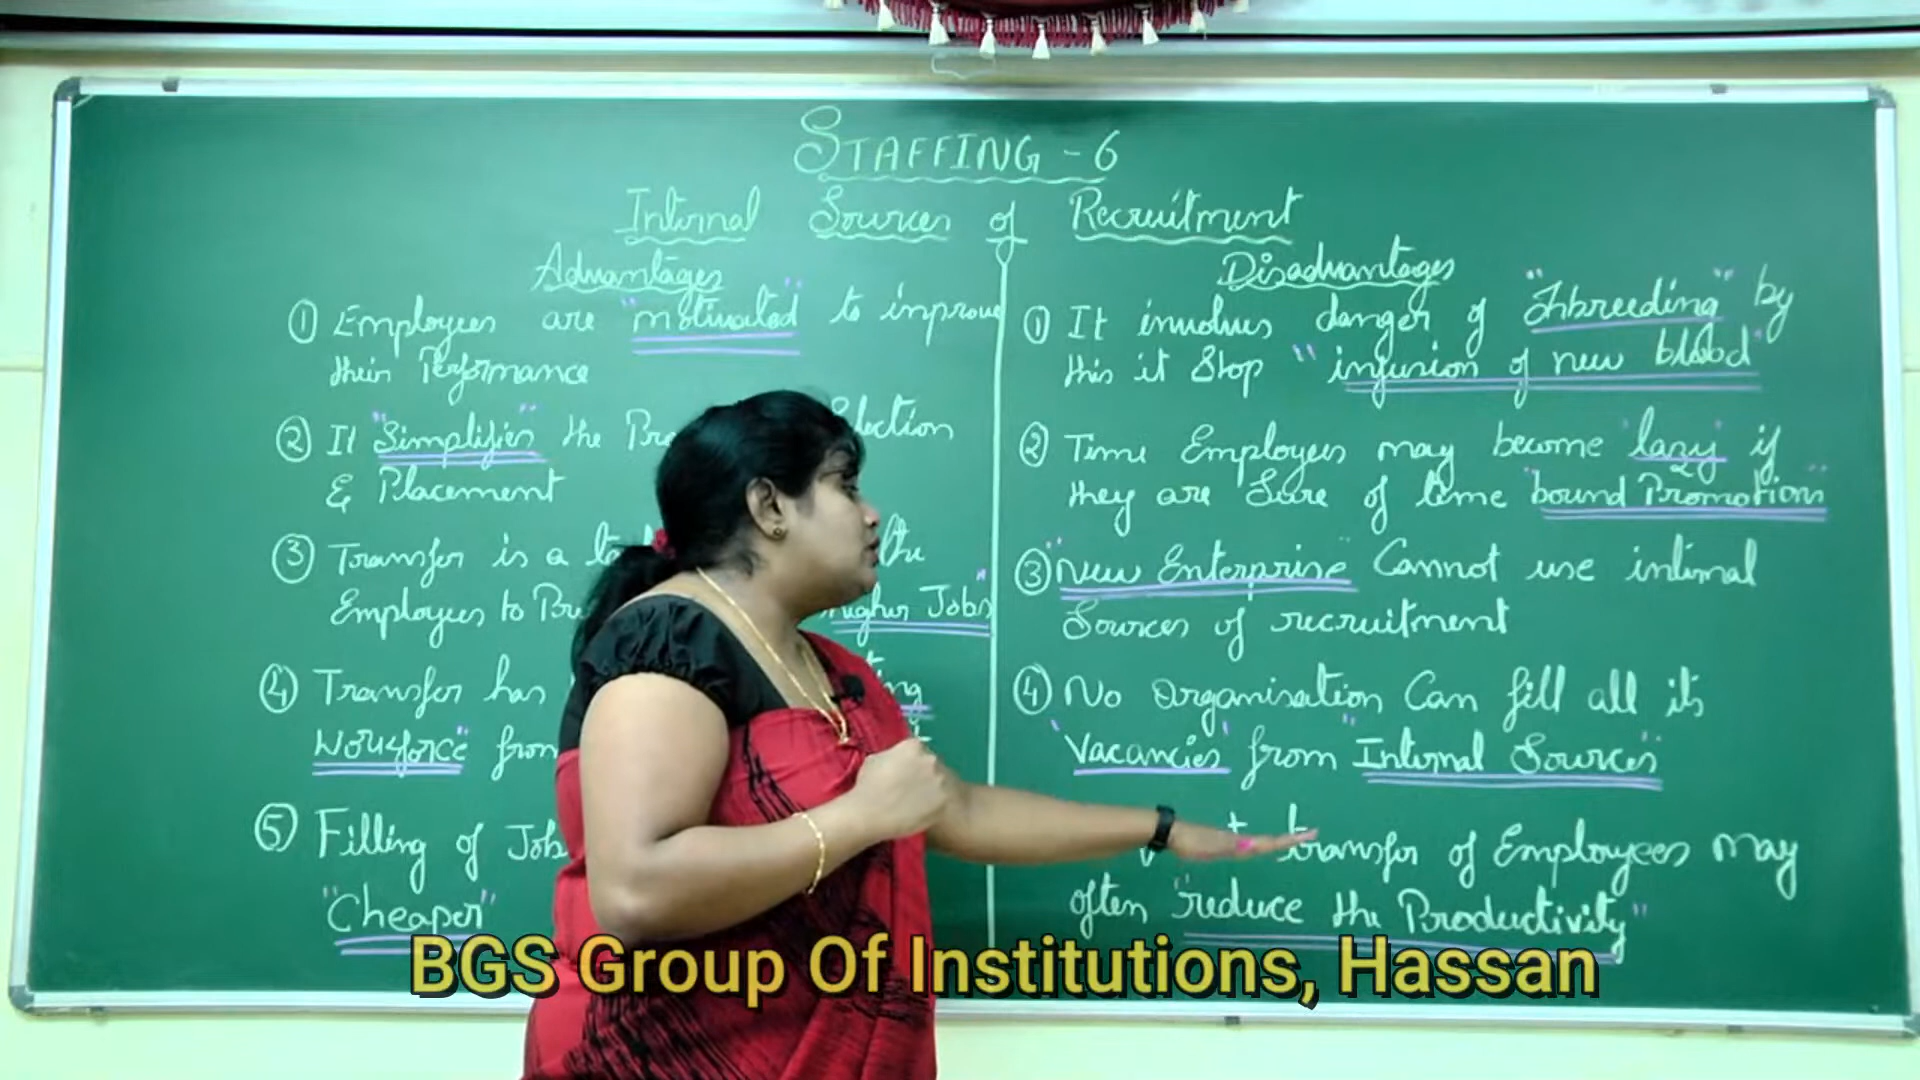 STAFFING - 6
Internal Sources of Recruitment
Advantages
① Employees are "motivated" to improve
their Performance
② It "Simplifies" the
& Placement
③ Transfer is a the
Employees to Higher Jobs"
④ Transfer has
Workforce" from
⑤ Filling of Job
"Cheaper"
Disadvantages
① It involves danger of "Inbreeding" by
this it Stop "infusion of new blood"
② Time Employees may become "lazy" if
they are Sure of time "bound Promotions"
③ "New Enterprise" Cannot use internal
Sources of recruitment
④ No Organisation Can fill all its
"Vacancies" from "Internal Sources"
transfer of Employees may
often "reduce the Productivity"
BGS Group Of Institutions, Hassan